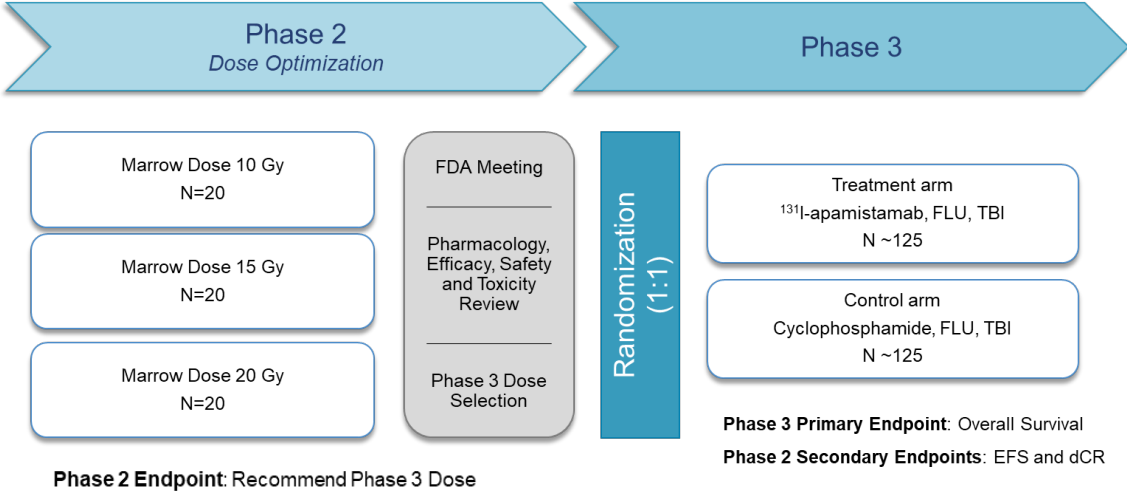 Phase 2
Dose Optimization
Phase 3
Marrow Dose 10 Gy
N=20
Marrow Dose 15 Gy
N=20
Marrow Dose 20 Gy
N=20
FDA Meeting
Pharmacology,
Efficacy, Safety
and Toxicity
Review
Phase 3 Dose
Selection
Randomization
(1:1)
Treatment arm
¹³¹I-apamistamab, FLU, TBI
N ~125
Control arm
Cyclophosphamide, FLU, TBI
N ~125
Phase 3 Primary Endpoint: Overall Survival
Phase 2 Secondary Endpoints: EFS and dCR
Phase 2 Endpoint: Recommend Phase 3 Dose